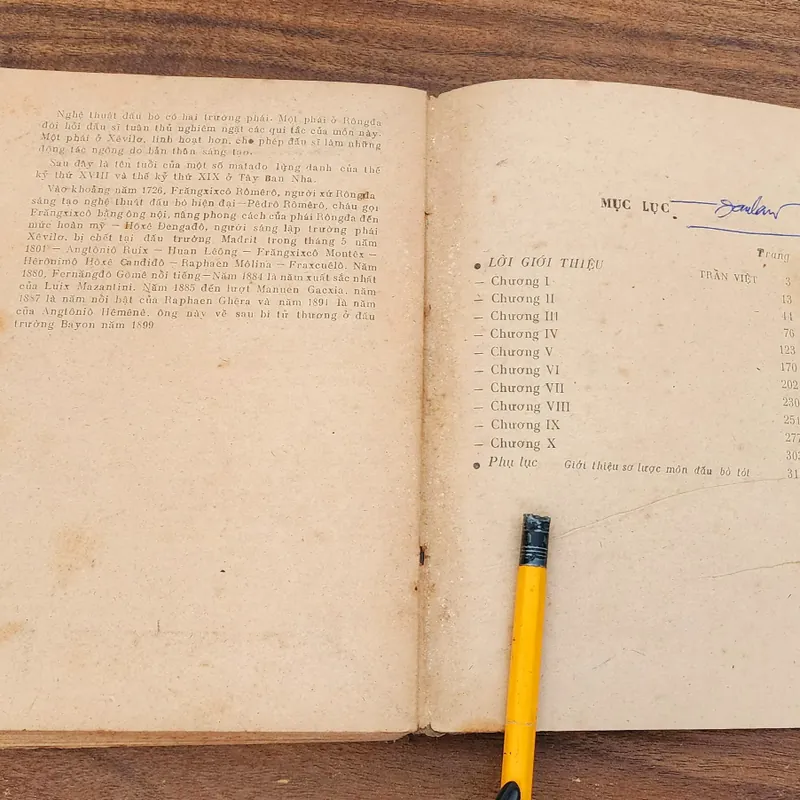 Nghệ thuật đấu bò có hai trường phái. Một phái ở Rôngđa
đòi hỏi đấu sĩ tuân thủ nghiêm ngặt các qui tắc của môn này.
Một phái ở Xêvilơ, linh hoạt hơn, cho phép đấu sĩ làm những
động tác ngông do bản thân sáng tạo.
Sau đây là tên tuổi của một số matađo lừng danh của thế
kỷ thứ XVIII và thế kỷ thứ XIX ở Tây Ban Nha.
Vào khoảng năm 1726, Frăngxixcô Rômêrô, người xứ Rôngđa
sáng tạo nghệ thuật đấu bò hiện đại—Pêđrô Rômêrô, cháu gọi
Frăngxixcô bằng ông nội, nâng phong cách của phái Rôngđa đến
mức hoàn mỹ — Hôxê Đengađô, người sáng lập trường phái
Xêvilơ, bị chết tại đấu trường Mađrit trong tháng 5 năm
1801 — Angtôniô Ruix — Huan Lêông — Frăngxixcô Montêx —
Hêrônimô Hôxê Canđiđô — Raphaen Môlina — Fraxcuêlô. Năm
1880, Fernăngđô Gômê nổi tiếng—Năm 1884 là năm xuất sắc nhất
của Luix Mazantini. Năm 1885 đến lượt Manuen Gacxia, năm
1887 là năm nổi bật của Raphaen Ghêra và năm 1894 là năm
của Angtôniô Hêmênê, ông này về sau bị tử thương ở đấu
trường Bayon năm 1899
MỤC LỤC
Trang
LỜI GIỚI THIỆU TRẦN VIỆT 3
— Chương I 13
— Chương II 44
— Chương III 76
— Chương IV 123
— Chương V 170
— Chương VI 202
— Chương VII 230
— Chương VIII 251
— Chương IX 277
— Chương X
Phụ lục Giới thiệu sơ lược môn đấu bò tót